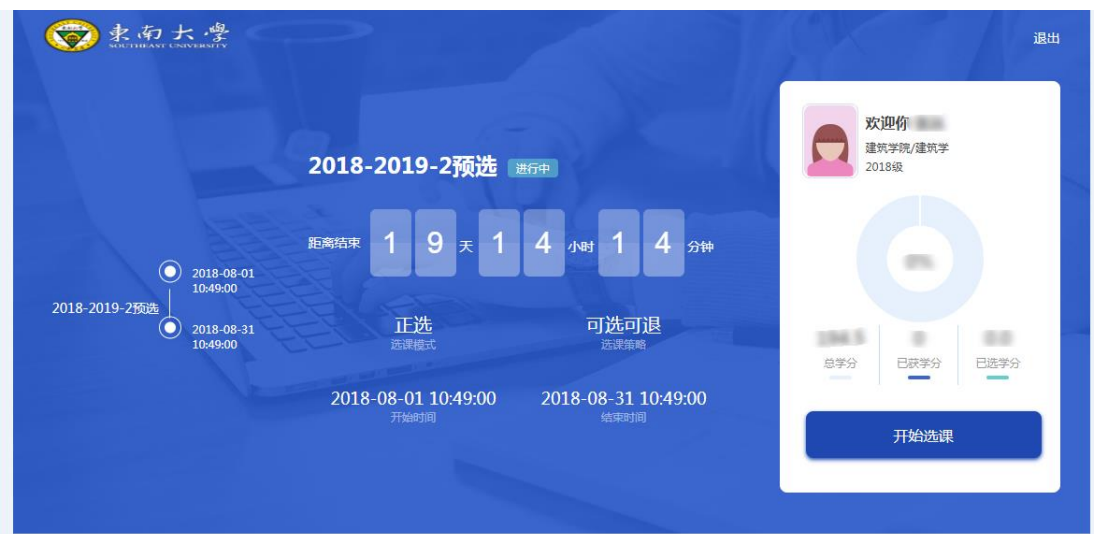 東南大學
SOUTHEAST UNIVERSITY
退出
2018-2019-2预选 进行中
距离结束 1 9 天 1 4 小时 1 4 分钟
2018-2019-2预选
2018-08-01
10:49:00
2018-08-31
10:49:00
正选
选课模式
可选可退
选课策略
2018-08-01 10:49:00
开始时间
2018-08-31 10:49:00
结束时间
欢迎你
建筑学院/建筑学
2018级
总学分
已获学分
已选学分
开始选课